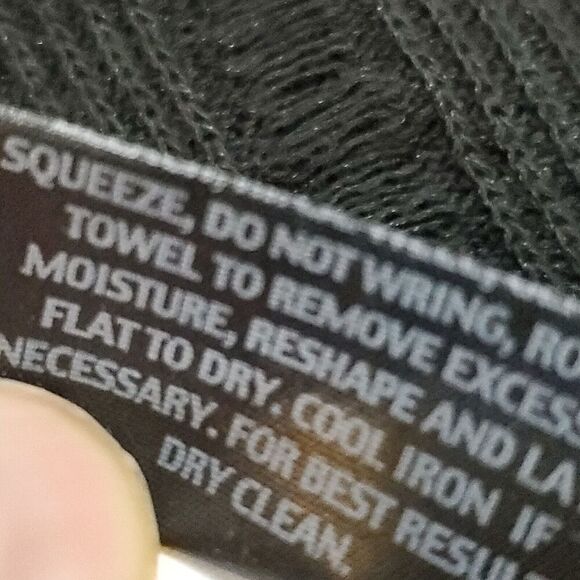 SQUEEZE, DO NOT WRING, RO
TOWEL TO REMOVE EXCESS
MOISTURE, RESHAPE AND LA
FLAT TO DRY. COOL IRON IF
NECESSARY. FOR BEST RESUL
DRY CLEAN.